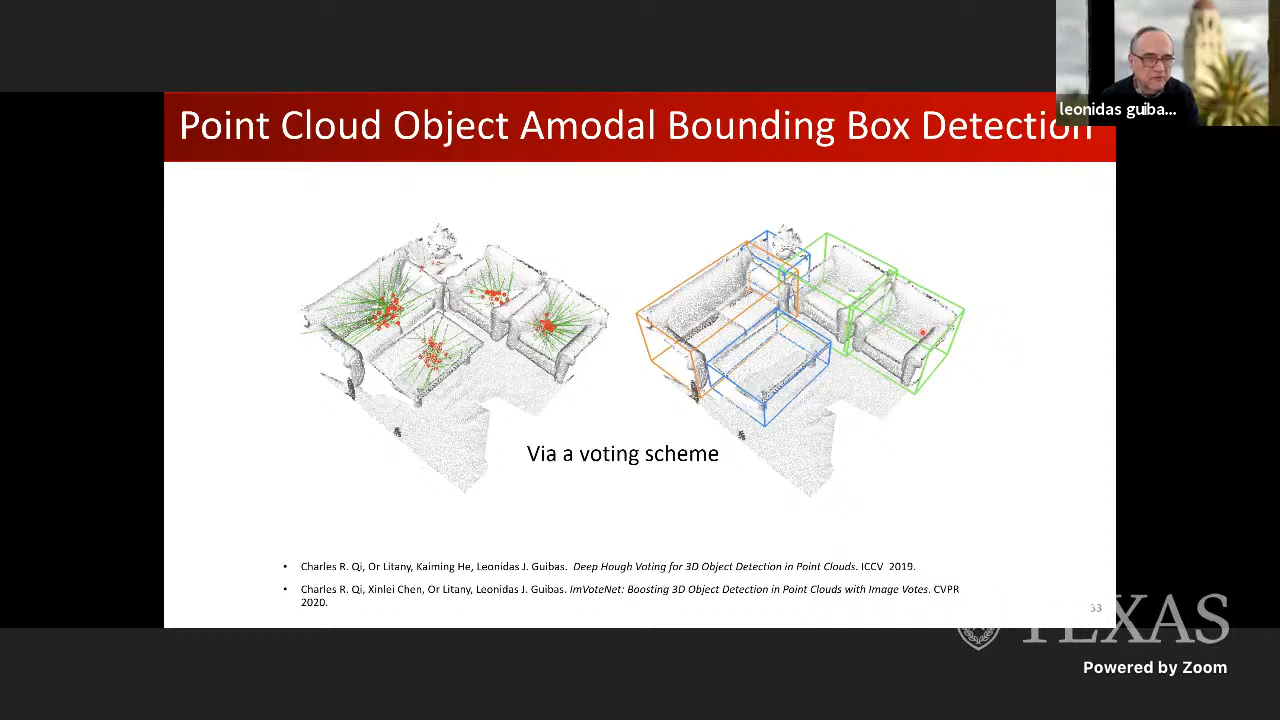 Point Cloud Object Amodal Bounding Box Detection
leonidas guiba...
Via a voting scheme
• Charles R. Qi, Or Litany, Kaiming He, Leonidas J. Guibas. Deep Hough Voting for 3D Object Detection in Point Clouds. ICCV 2019.
• Charles R. Qi, Xinlei Chen, Or Litany, Leonidas J. Guibas. ImVoteNet: Boosting 3D Object Detection in Point Clouds with Image Votes. CVPR
2020.
53
TEXAS
Powered by Zoom